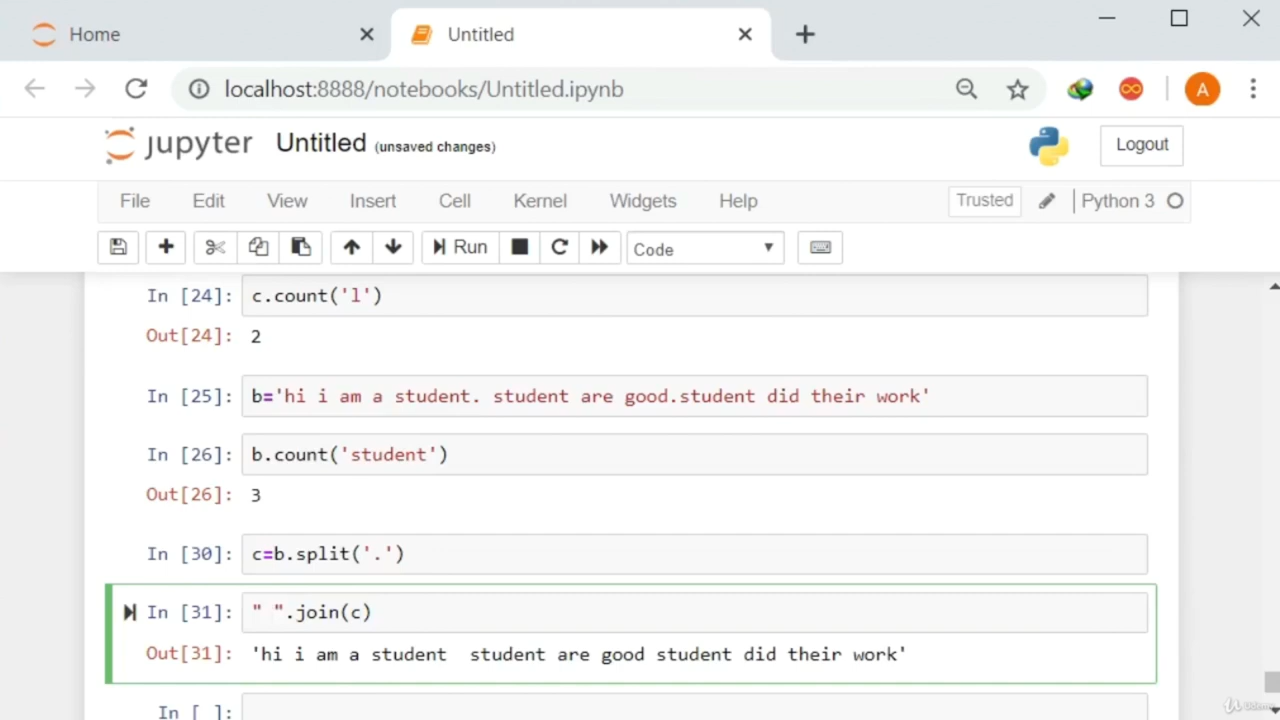 Home
Untitled
localhost:8888/notebooks/Untitled.ipynb
A
jupyter Untitled (unsaved changes)
Logout
File Edit View Insert Cell Kernel Widgets Help
Trusted
Python 3
Run
Code
In [24]: c.count('l')
Out[24]: 2
In [25]: b='hi i am a student. student are good.student did their work'
In [26]: b.count('student')
Out[26]: 3
In [30]: c=b.split('.')
In [31]: " ".join(c)
Out[31]: 'hi i am a student  student are good student did their work'
In [ ]:
Udemy